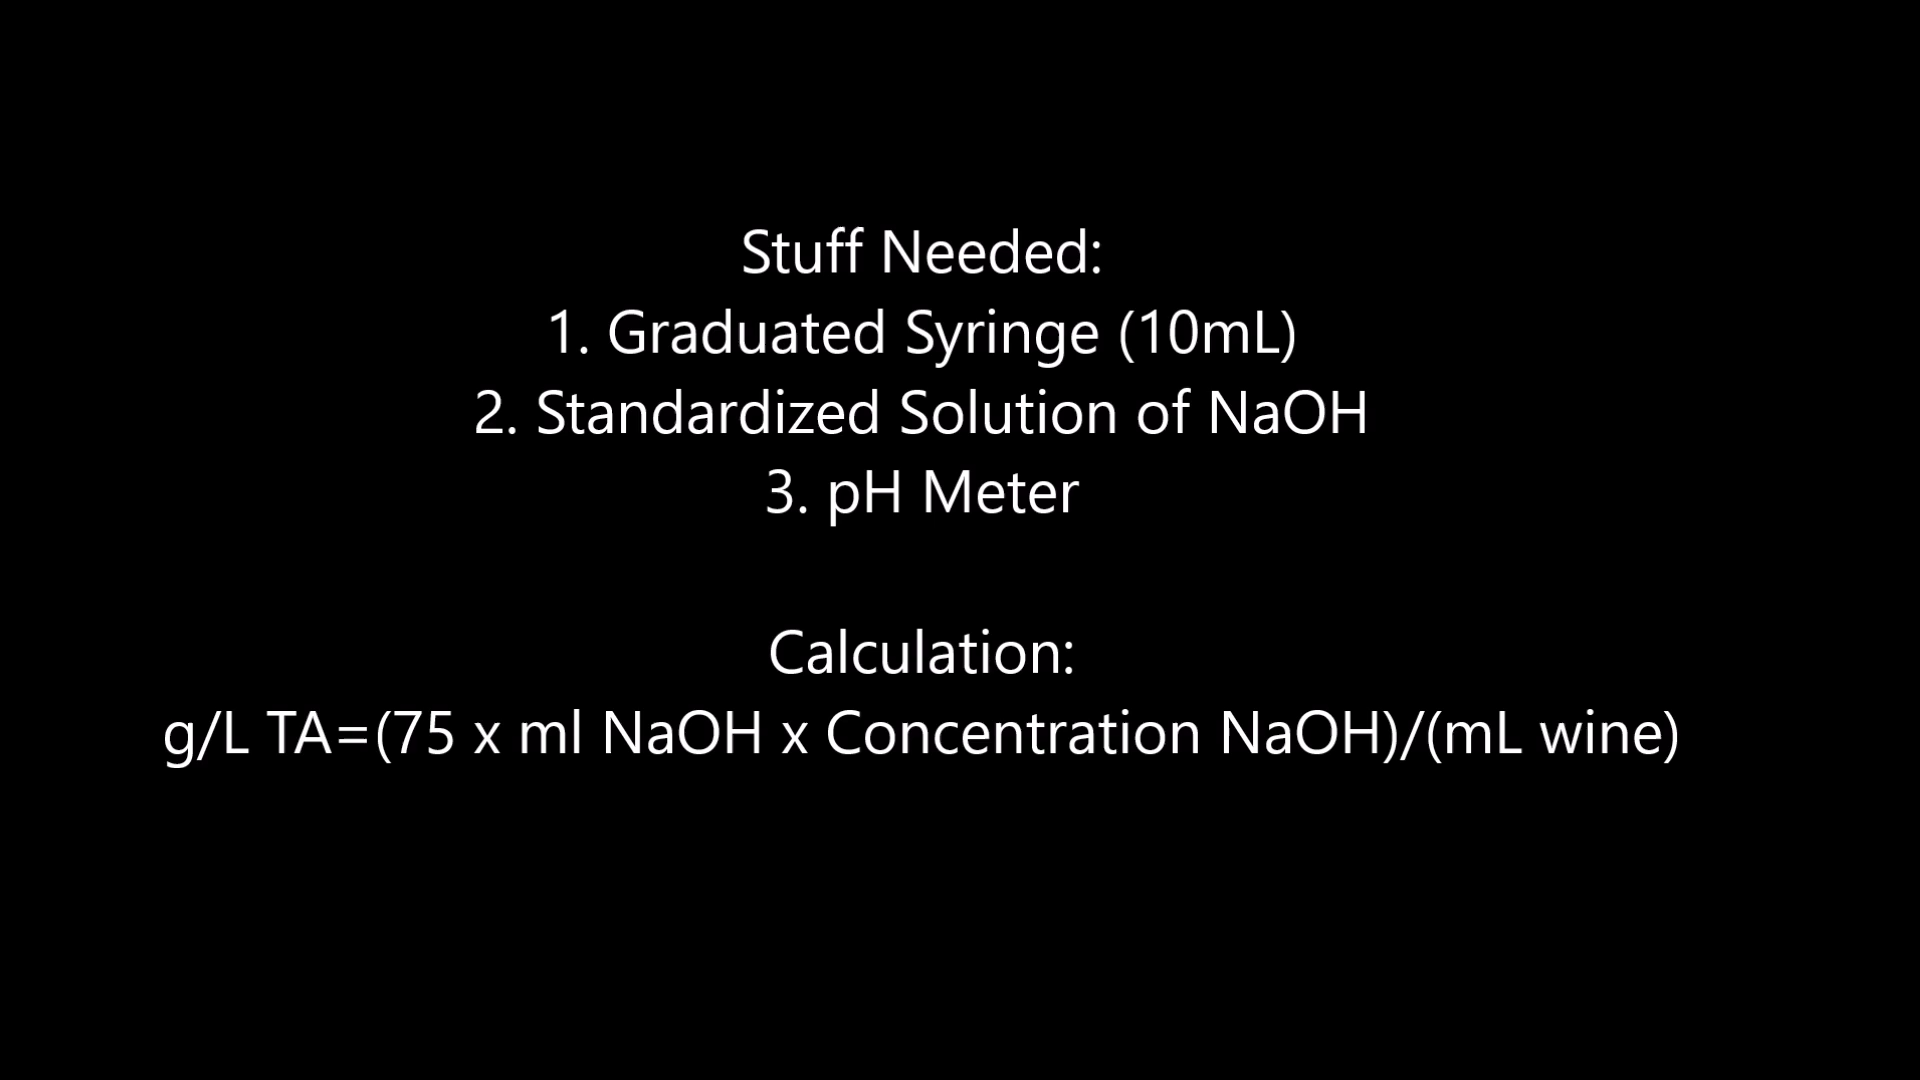 Stuff Needed:
1. Graduated Syringe (10mL)
2. Standardized Solution of NaOH
3. pH Meter
Calculation:
g/L TA=(75 x ml NaOH x Concentration NaOH)/(mL wine)